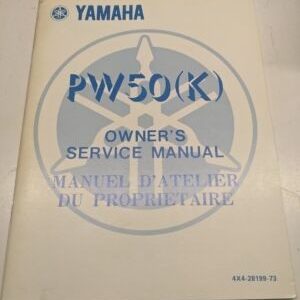 YAMAHA
PW50(K)
OWNER'S
SERVICE MANUAL
MANUEL D'ATELIER
DU PROPRIETAIRE
4X4-28199-73